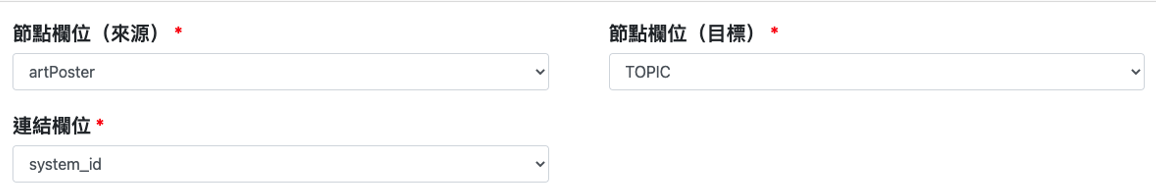 節點欄位（來源） *
節點欄位（目標） *
artPoster
TOPIC
連結欄位 *
system_id